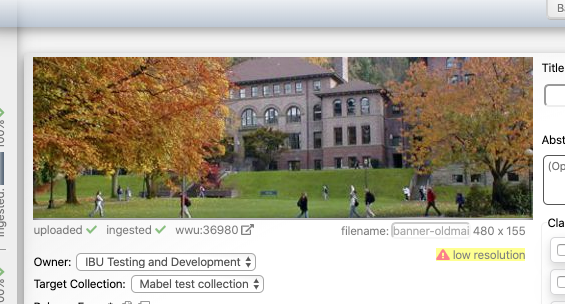 Title
100%
ingested.
uploaded ingested wwu:36980 filename: banner-oldmai 480 x 155
low resolution
Abst
(Op
Owner: IBU Testing and Development
Target Collection: Mabel test collection
Cla